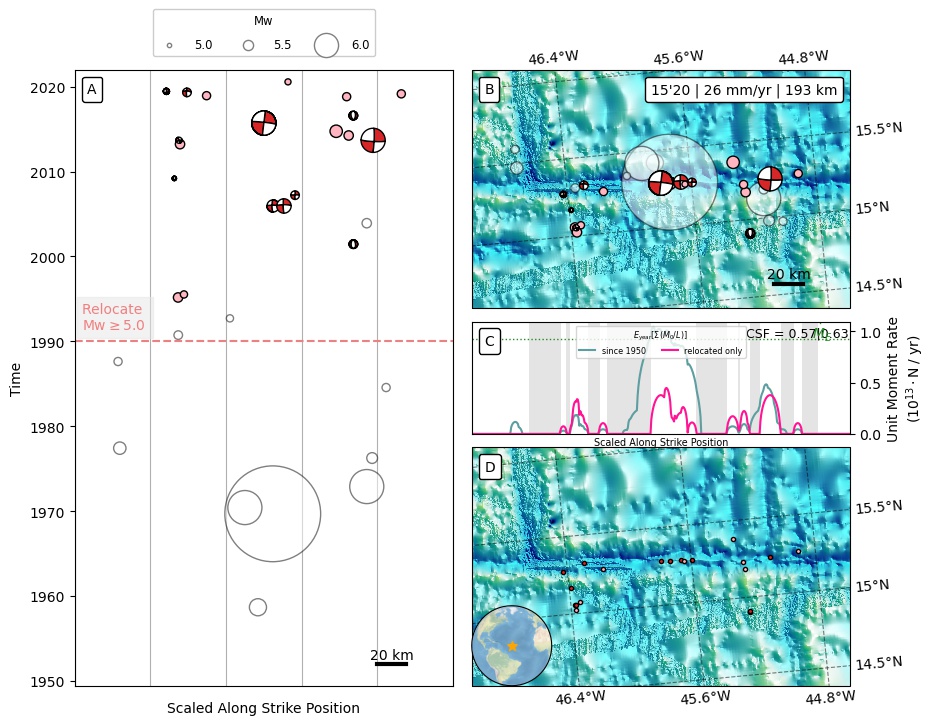 Mw
5.0 5.5 6.0
A
2020
2010
2000
1990
1980
1970
1960
1950
Time
Relocate
Mw ≥ 5.0
20 km
Scaled Along Strike Position
46.4°W 45.6°W 44.8°W
B
15'20 | 26 mm/yr | 193 km
15.5°N
15°N
14.5°N
20 km
C
E_year[Σ(M₀/L)]
since 1950 relocated only
CSF = 0.57/0.63
1.0
0.5
0.0
Unit Moment Rate
(10¹³ · N / yr)
Scaled Along Strike Position
D
15.5°N
15°N
14.5°N
46.4°W 45.6°W 44.8°W